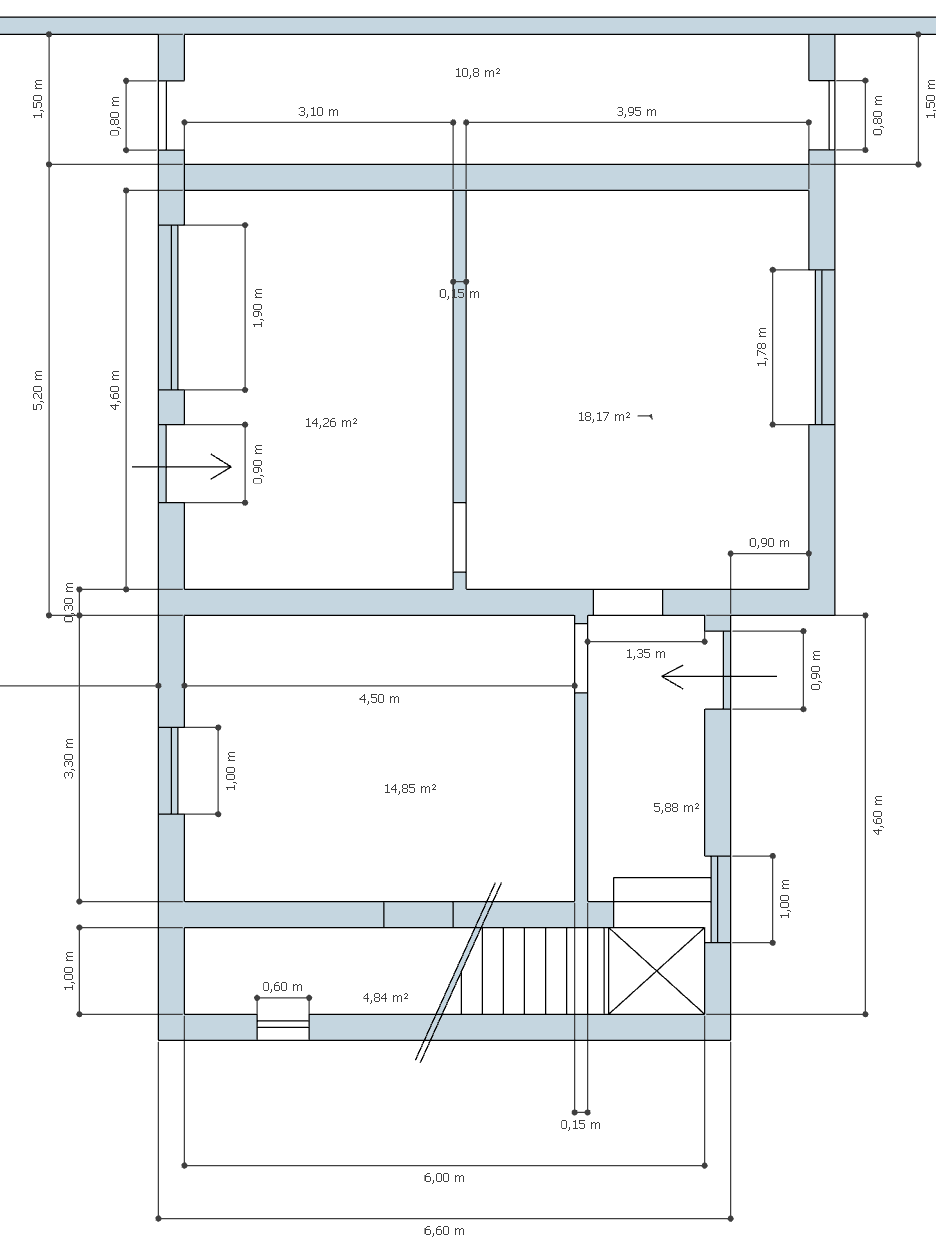 10,8 m²
1,50 m
0,80 m
3,10 m
3,95 m
0,80 m
1,50 m
0,15 m
1,90 m
1,78 m
5,20 m
4,60 m
14,26 m²
18,17 m²
0,90 m
0,90 m
0,30 m
1,35 m
0,90 m
4,50 m
3,30 m
1,00 m
14,85 m²
5,88 m²
4,60 m
1,00 m
1,00 m
0,60 m
4,84 m²
0,15 m
6,00 m
6,60 m